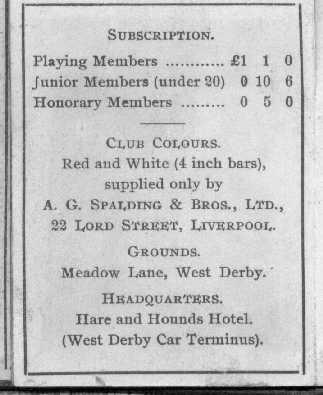 SUBSCRIPTION.
Playing Members ............ £1 1 0
Junior Members (under 20) 0 10 6
Honorary Members ......... 0 5 0
CLUB COLOURS.
Red and White (4 inch bars),
supplied only by
A. G. SPALDING & BROS., LTD.,
22 LORD STREET, LIVERPOOL.
GROUNDS.
Meadow Lane, West Derby.
HEADQUARTERS.
Hare and Hounds Hotel.
(West Derby Car Terminus).